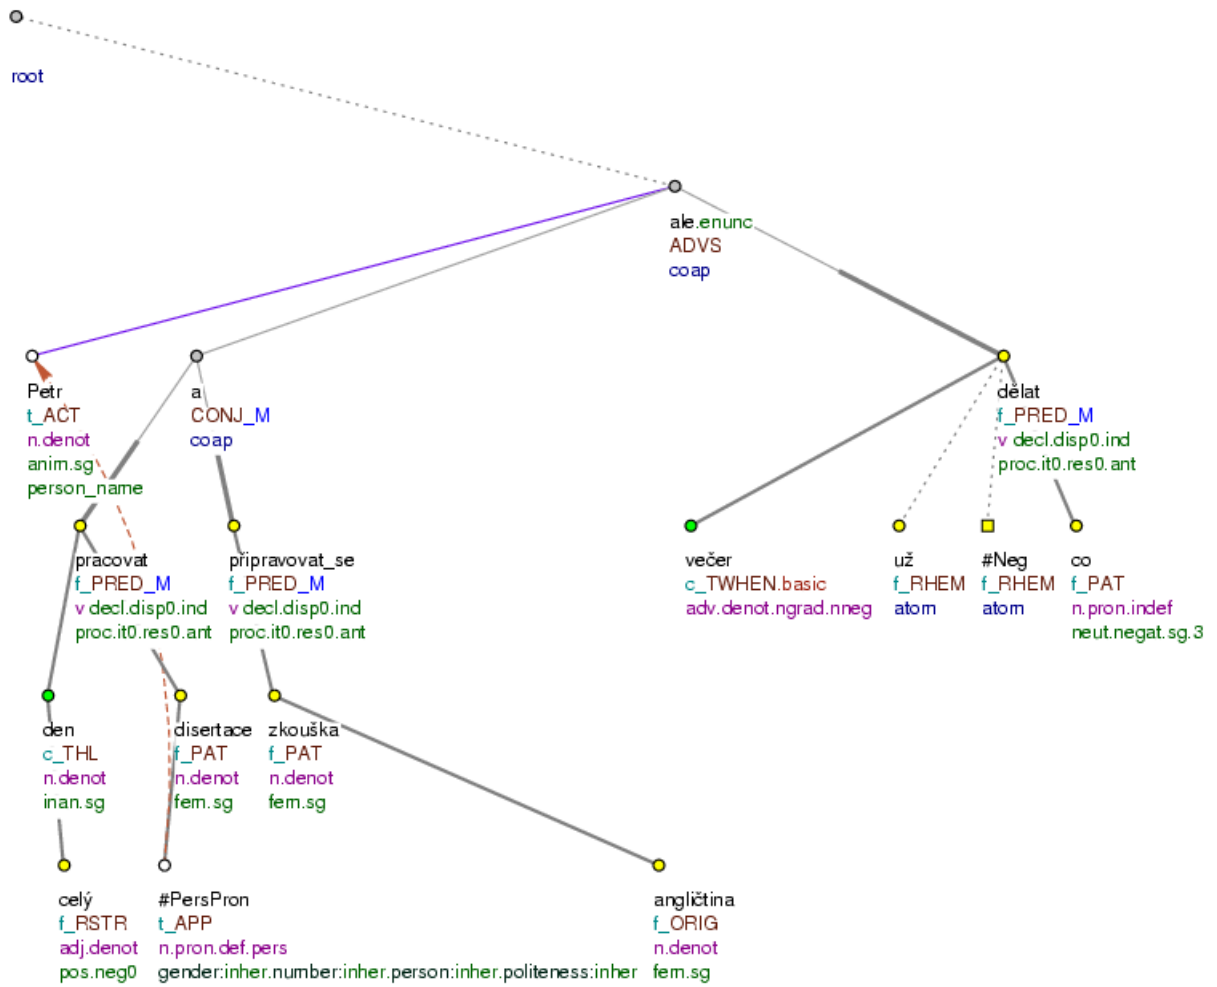 root
ale.enunc
ADVS
coap
Petr
t_ACT
n.denot
anim.sg
person_name
a
CONJ_M
coap
dělat
f_PRED_M
v decl.disp0.ind
proc.it0.res0.ant
pracovat
f_PRED_M
v decl.disp0.ind
proc.it0.res0.ant
připravovat_se
f_PRED_M
v decl.disp0.ind
proc.it0.res0.ant
večer
c_TWHEN.basic
adv.denot.ngrad.nneg
už
f_RHEM
atom
#Neg
f_RHEM
atom
co
f_PAT
n.pron.indef
neut.negat.sg.3
den
c_THL
n.denot
inan.sg
disertace
f_PAT
n.denot
fem.sg
zkouška
f_PAT
n.denot
fem.sg
celý
f_RSTR
adj.denot
pos.neg0
#PersPron
t_APP
n.pron.def.pers
gender:inher.number:inher.person:inher.politeness:inher
angličtina
f_ORIG
n.denot
fem.sg